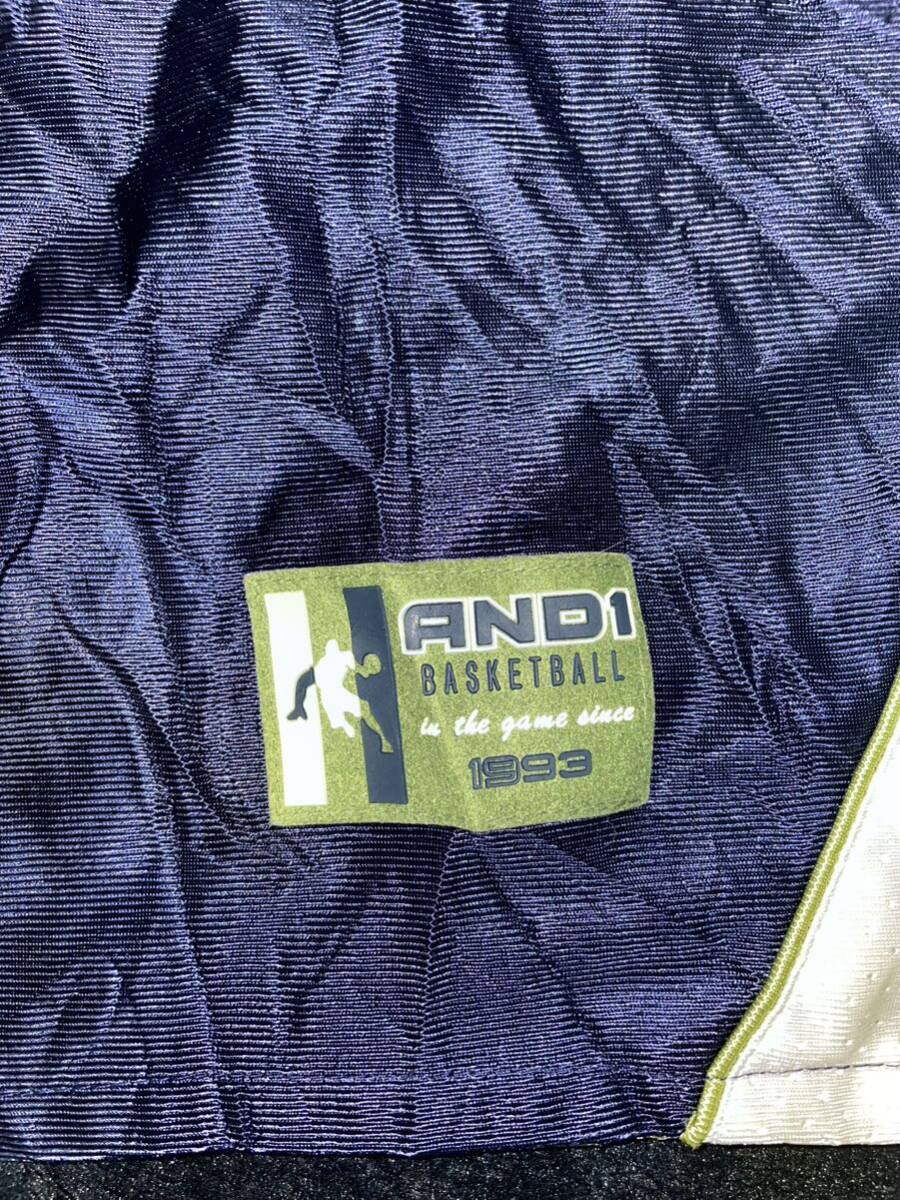 AND1
BASKETBALL
in the game since
1993